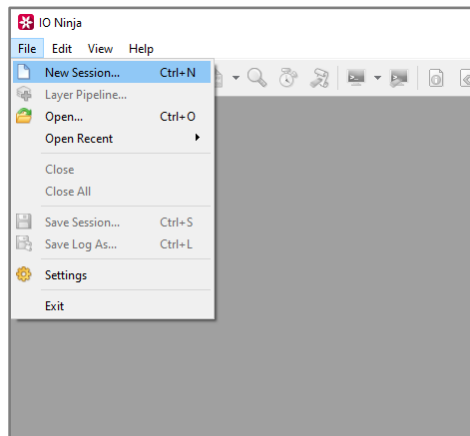 IO Ninja
File Edit View Help
New Session... Ctrl+N
Layer Pipeline...
Open... Ctrl+O
Open Recent
Close
Close All
Save Session... Ctrl+S
Save Log As... Ctrl+L
Settings
Exit